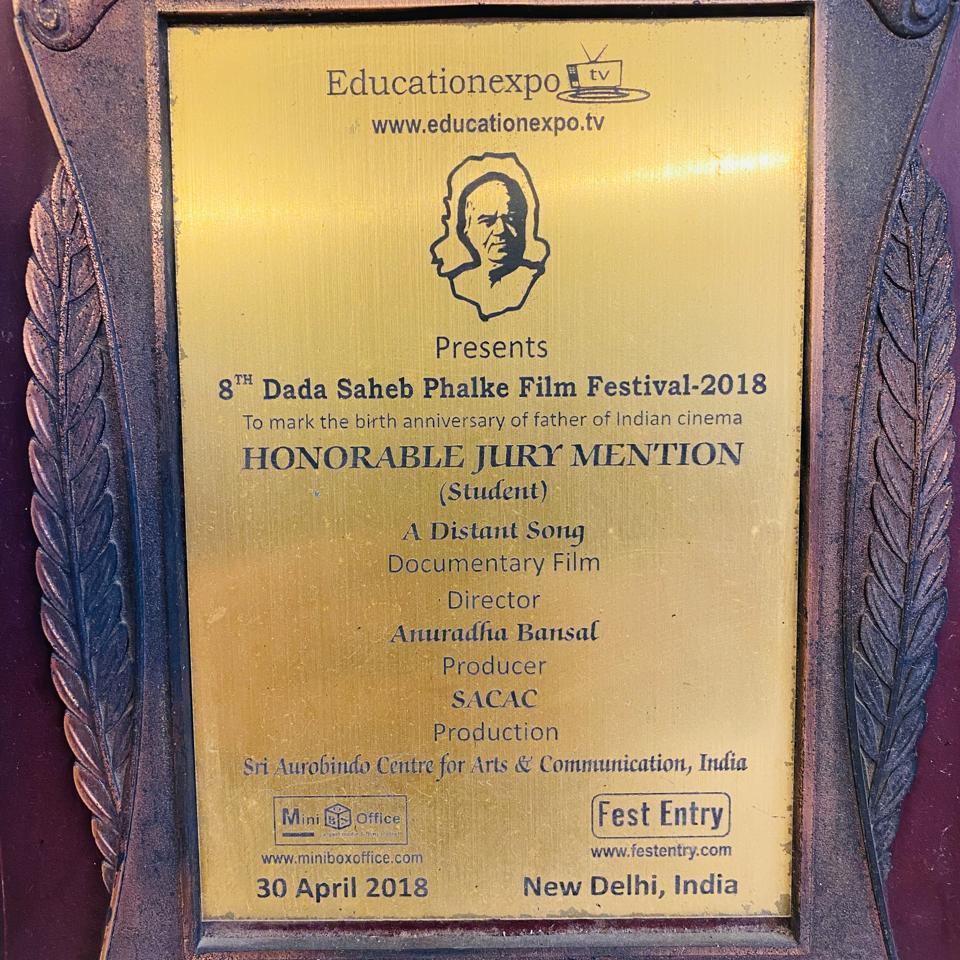 Educationexpo tv
www.educationexpo.tv
Presents
8TH Dada Saheb Phalke Film Festival-2018
To mark the birth anniversary of father of Indian cinema
HONORABLE JURY MENTION
(Student)
A Distant Song
Documentary Film
Director
Anuradha Bansal
Producer
SACAC
Production
Sri Aurobindo Centre for Arts & Communication, India
Mini Box Office
www.miniboxoffice.com
Fest Entry
www.festentry.com
30 April 2018
New Delhi, India